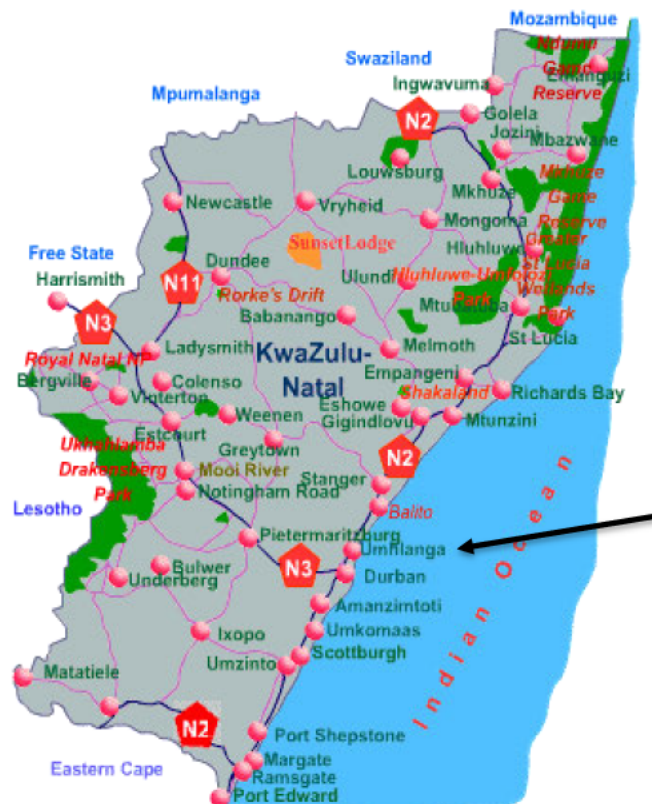 Mozambique
Ndumu
Game
Emanguzi
Reserve
Swaziland
Ingwavuma
Mpumalanga
N2
Golela
Jozini
Mbazwane
Louwsburg
Mkhuze
Mkhuze
Game
Reserve
Newcastle
Vryheid
Mongoma
SunsetLodge
Hluhluwe
Greater
St Lucia
Wetlands
Park
Free State
Harrismith
N11
Dundee
Ulundi
Hluhluwe-Umfolozi
Park
Rorke's Drift
N3
Babanango
Mtubatuba
St Lucia
Ladysmith
KwaZulu-
Natal
Melmoth
Royal Natal NP
Bergville
Colenso
Empangeni
Shakaland
Richards Bay
Vinterton
Weenen
Eshowe
Gigindlovu
Mtunzini
Estcourt
Ukhahlamba
Drakensberg
Park
Greytown
N2
Mooi River
Stanger
Notingham Road
Lesotho
Balito
Pietermaritzburg
Umhlanga
N3
Bulwer
Underberg
Durban
Amanzimtoti
Ixopo
Umkomaas
Umzinto
Scottburgh
Matatiele
N2
Port Shepstone
Eastern Cape
Margate
Ramsgate
Port Edward
Indian Ocean